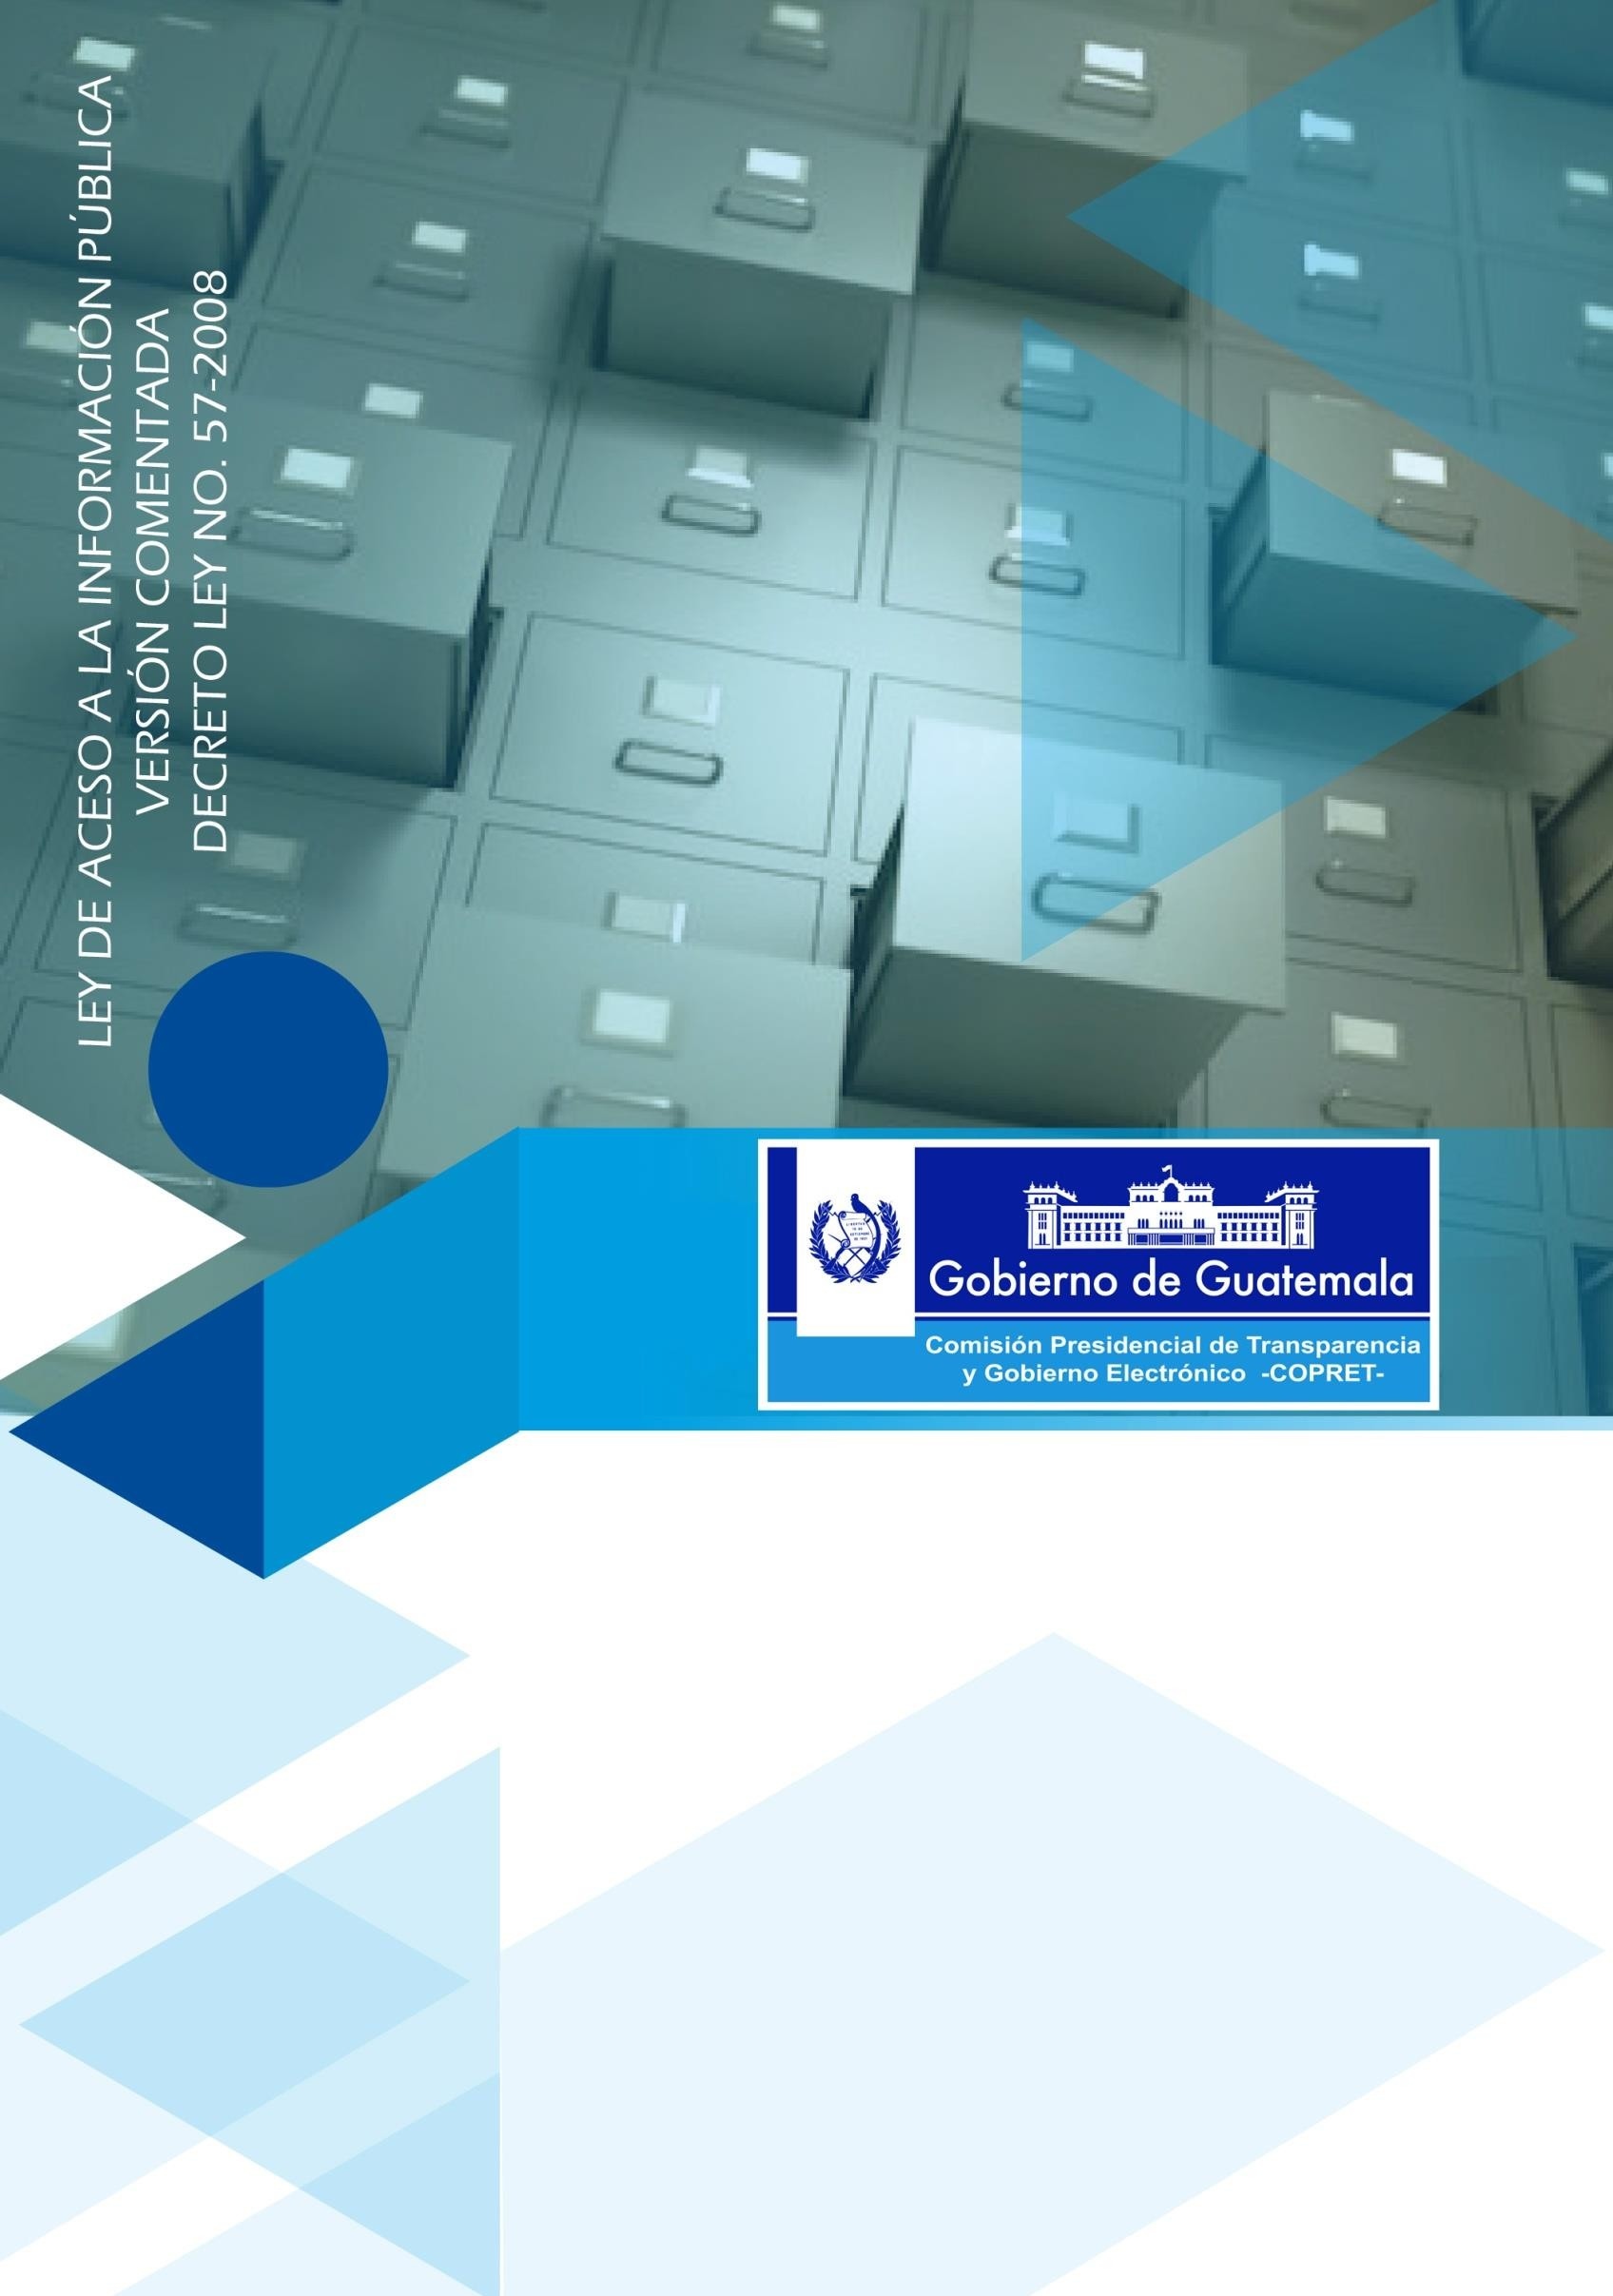 LEY DE ACESO A LA INFORMACIÓN PÚBLICA
VERSIÓN COMENTADA
DECRETO LEY NO. 57-2008
Gobierno de Guatemala
Comisión Presidencial de Transparencia
y Gobierno Electrónico -COPRET-